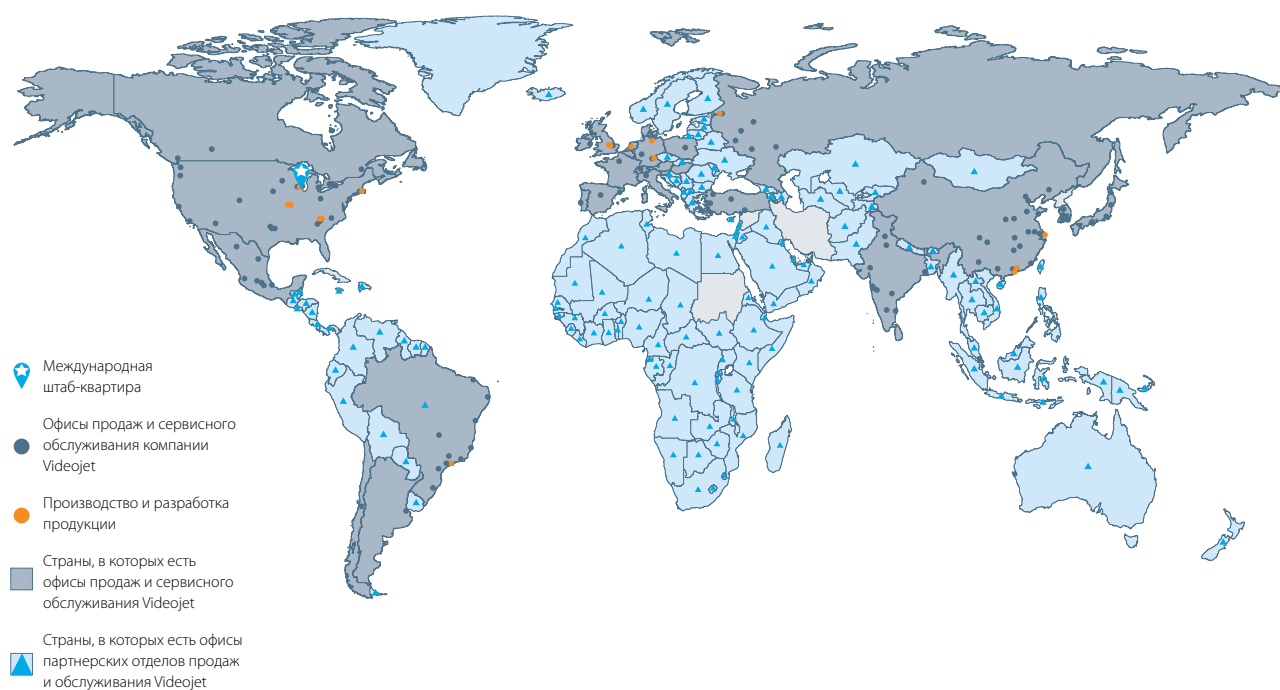 Международная
штаб-квартира
Офисы продаж и сервисного
обслуживания компании
Videojet
Производство и разработка
продукции
Страны, в которых есть
офисы продаж и сервисного
обслуживания Videojet
Страны, в которых есть офисы
партнерских отделов продаж
и обслуживания Videojet